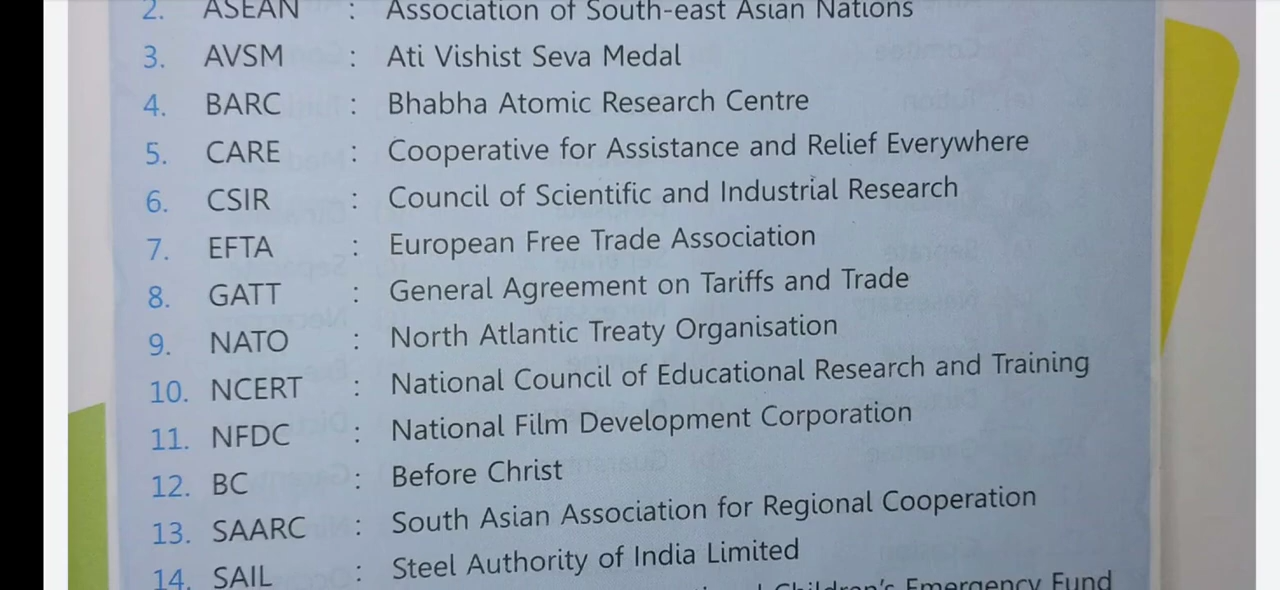 2. ASEAN : Association of South-east Asian Nations
3. AVSM : Ati Vishist Seva Medal
4. BARC : Bhabha Atomic Research Centre
5. CARE : Cooperative for Assistance and Relief Everywhere
6. CSIR : Council of Scientific and Industrial Research
7. EFTA : European Free Trade Association
8. GATT : General Agreement on Tariffs and Trade
9. NATO : North Atlantic Treaty Organisation
10. NCERT : National Council of Educational Research and Training
11. NFDC : National Film Development Corporation
12. BC : Before Christ
13. SAARC : South Asian Association for Regional Cooperation
14. SAIL : Steel Authority of India Limited
Children's Emergency Fund